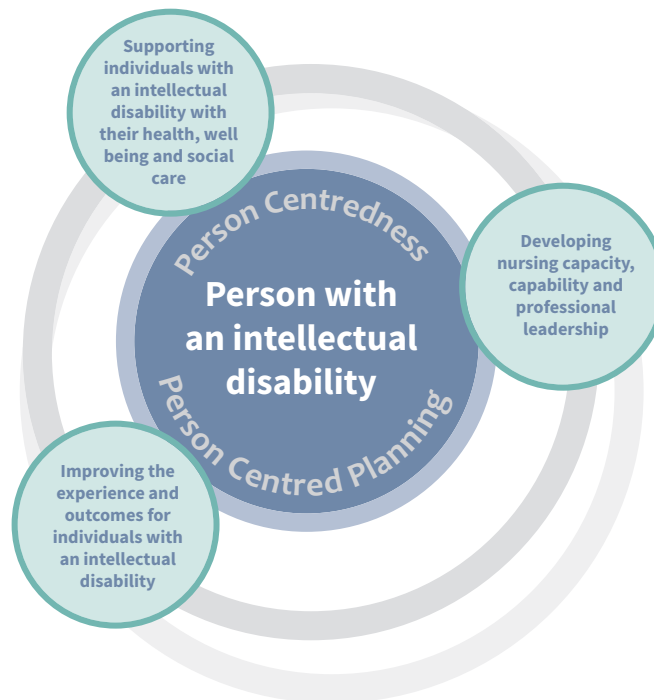 Supporting
individuals with
an intellectual
disability with
their health, well
being and social
care
Person Centredness
Person with
an intellectual
disability
Person Centred Planning
Developing
nursing capacity,
capability and
professional
leadership
Improving the
experience and
outcomes for
individuals with
an intellectual
disability